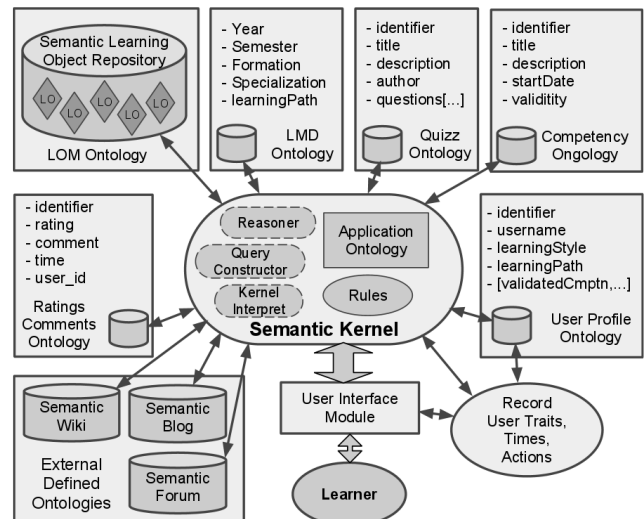 Semantic Learning
Object Repository
LO
LO
LO
LO
LO
LOM Ontology
- Year
- Semester
- Formation
- Specialization
- learningPath
LMD
Ontology
- identifier
- title
- description
- author
- questions[...]
Quizz
Ontology
- identifier
- title
- description
- startDate
- validitity
Competency
Ongology
- identifier
- rating
- comment
- time
- user_id
Ratings
Comments
Ontology
Reasoner
Query
Constructor
Kernel
Interpret
Application
Ontology
Rules
Semantic Kernel
- identifier
- username
- learningStyle
- learningPath
- [validatedCmptn,...]
User Profile
Ontology
Semantic
Wiki
Semantic
Blog
Semantic
Forum
External
Defined
Ontologies
User Interface
Module
Learner
Record
User Traits,
Times,
Actions